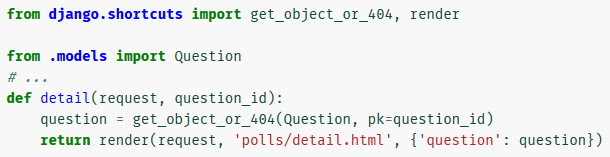 from django.shortcuts import get_object_or_404, render
from .models import Question
# ...
def detail(request, question_id):
    question = get_object_or_404(Question, pk=question_id)
    return render(request, 'polls/detail.html', {'question': question})